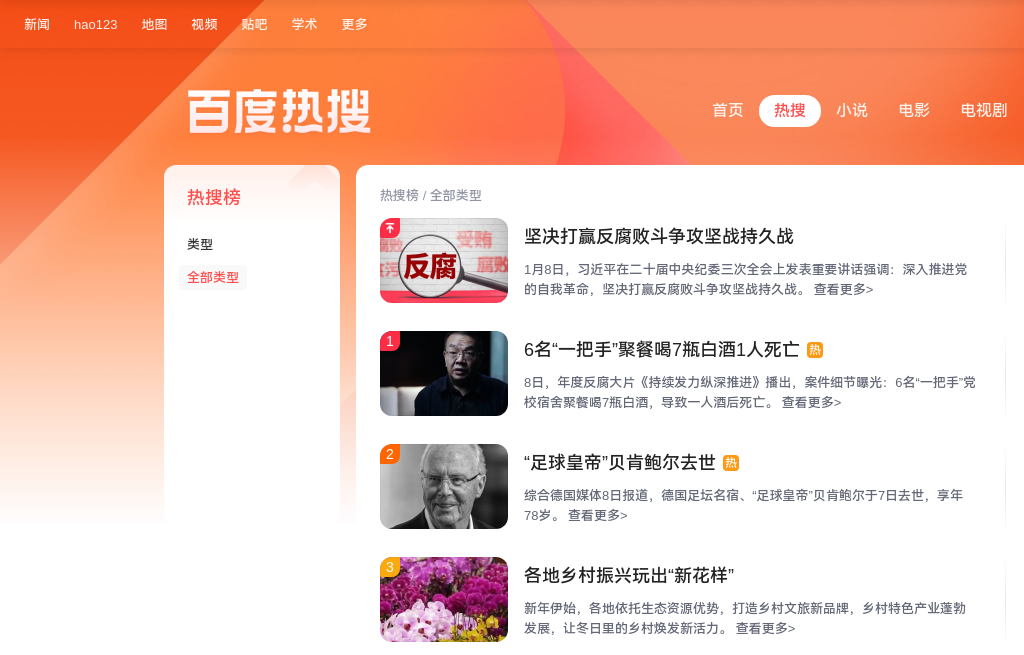 新闻 hao123 地图 视频 贴吧 学术 更多
百度热搜
首页 热搜 小说 电影 电视剧
热搜榜
类型
全部类型
热搜榜 / 全部类型
反腐
受贿
腐败
坚决打赢反腐败斗争攻坚战持久战
1月8日，习近平在二十届中央纪委三次全会上发表重要讲话强调：深入推进党
的自我革命，坚决打赢反腐败斗争攻坚战持久战。 查看更多>
1
6名“一把手”聚餐喝7瓶白酒1人死亡 热
8日，年度反腐大片《持续发力纵深推进》播出，案件细节曝光：6名“一把手”党
校宿舍聚餐喝7瓶白酒，导致一人酒后死亡。 查看更多>
2
“足球皇帝”贝肯鲍尔去世 热
综合德国媒体8日报道，德国足坛名宿、“足球皇帝”贝肯鲍尔于7日去世，享年
78岁。 查看更多>
3
各地乡村振兴玩出“新花样”
新年伊始，各地依托生态资源优势，打造乡村文旅新品牌，乡村特色产业蓬勃
发展，让冬日里的乡村焕发新活力。 查看更多>